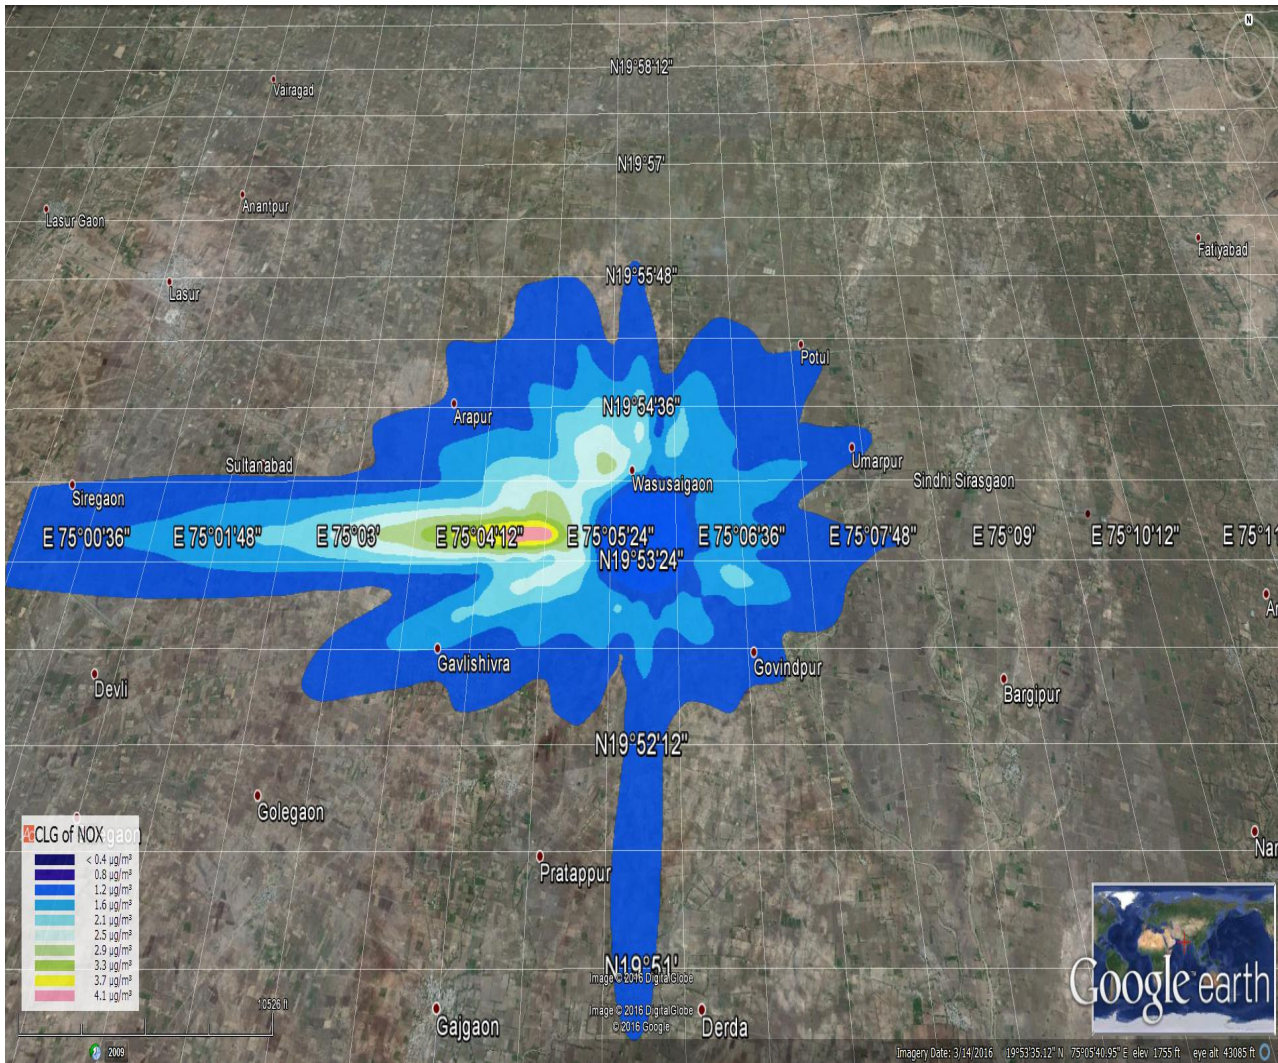 N
N19°58'12"
Vairagad
N19°57'
Anantpur
Lasur Gaon
Fatiyabad
N19°55'48"
Lasur
Potul
N19°54'36"
Arapur
Umarpur
Sultanabad
Wasusaigaon
Sindhi Sirasgaon
Siregaon
E 75°00'36" E 75°01'48" E 75°03' E 75°04'12" E 75°05'24" E 75°06'36" E 75°07'48" E 75°09' E 75°10'12"
N19°53'24"
Gavlishivra
Govindpur
Devli
Bargipur
N19°52'12"
Golegaon
Pratappur
CLG of NOX
< 0.4 µg/m³
0.8 µg/m³
1.2 µg/m³
1.6 µg/m³
2.1 µg/m³
2.5 µg/m³
2.9 µg/m³
3.3 µg/m³
3.7 µg/m³
4.1 µg/m³
N19°51'
Image © 2016 DigitalGlobe
10526 ft
Image © 2016 DigitalGlobe
© 2016 Google
Gajgaon
Derda
Google earth
2009
Imagery Date: 3/14/2016 19°53'35.12" N 75°05'40.95" E elev 1755 ft eye alt 43085 ft